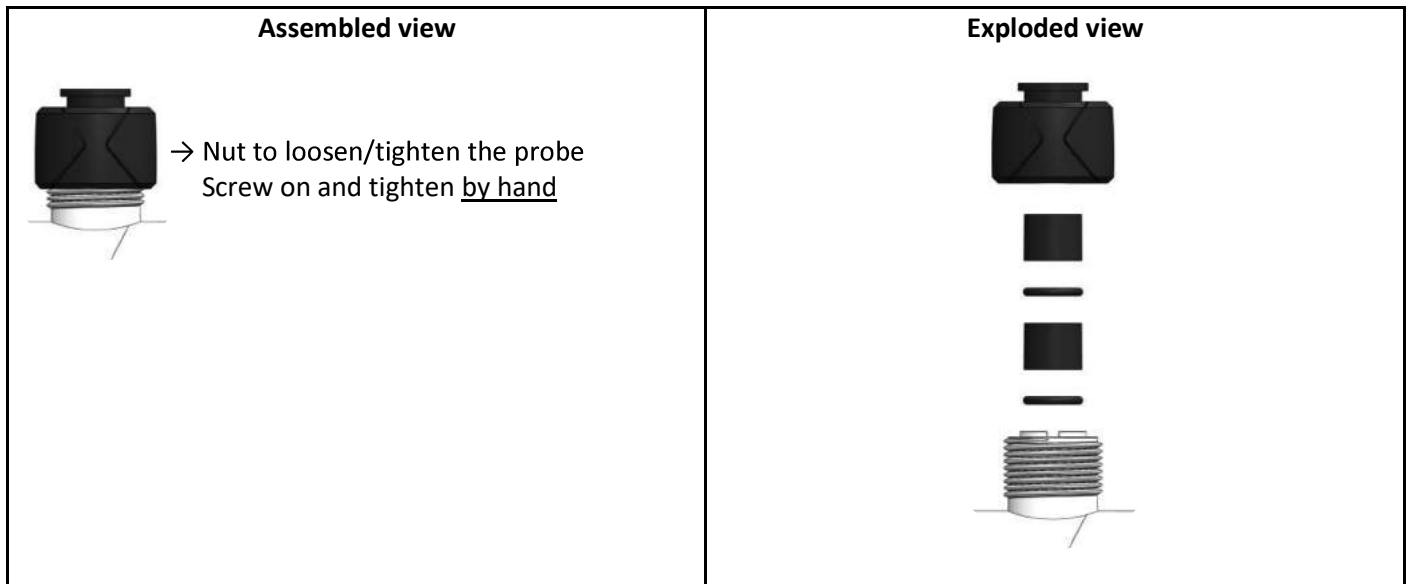 Assembled view
Exploded view
→ Nut to loosen/tighten the probe
Screw on and tighten by hand